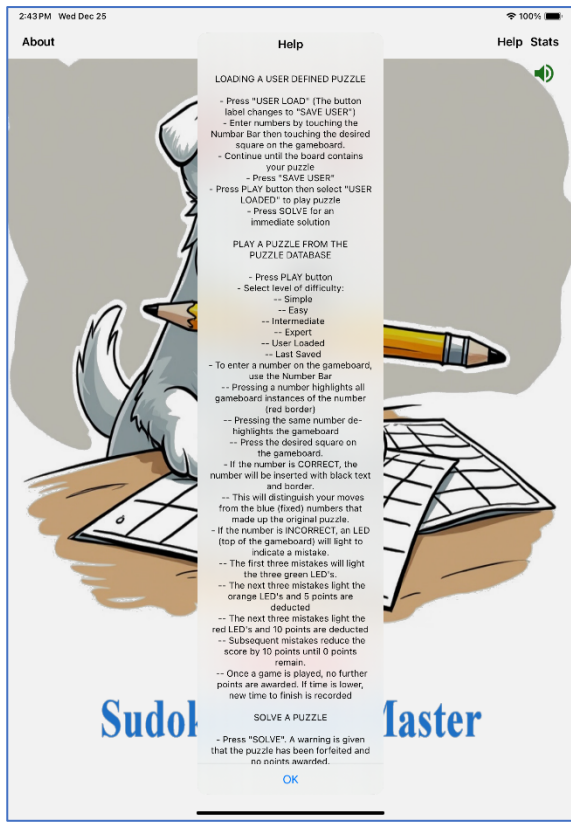 2:43 PM Wed Dec 25
100%
About
Help
Help Stats
LOADING A USER DEFINED PUZZLE
- Press "USER LOAD" (The button
label changes to "SAVE USER")
- Enter numbers by touching the
Numbar Bar then touching the desired
square on the gameboard.
- Continue until the board contains
your puzzle
- Press "SAVE USER"
- Press PLAY button then select "USER
LOADED" to play puzzle
- Press SOLVE for an
immediate solution
PLAY A PUZZLE FROM THE
PUZZLE DATABASE
- Press PLAY button
- Select level of difficulty:
-- Simple
-- Easy
-- Intermediate
-- Expert
-- User Loaded
-- Last Saved
- To enter a number on the gameboard,
use the Number Bar
-- Pressing a number highlights all
gameboard instances of the number
(red border)
-- Pressing the same number de-
highlights the gameboard
-- Press the desired square on
the gameboard.
- If the number is CORRECT, the
number will be inserted with black text
and border.
-- This will distinguish your moves
from the blue (fixed) numbers that
made up the original puzzle.
- If the number is INCORRECT, an LED
(top of the gameboard) will light to
indicate a mistake.
-- The first three mistakes will light
the three green LED's.
-- The next three mistakes light the
orange LED's and 5 points are
deducted
-- The next three mistakes light the
red LED's and 10 points are deducted
-- Subsequent mistakes reduce the
score by 10 points until 0 points
remain.
-- Once a game is played, no further
points are awarded. If time is lower,
new time to finish is recorded
SOLVE A PUZZLE
- Press "SOLVE". A warning is given
that the puzzle has been forfeited and
no points awarded.
OK